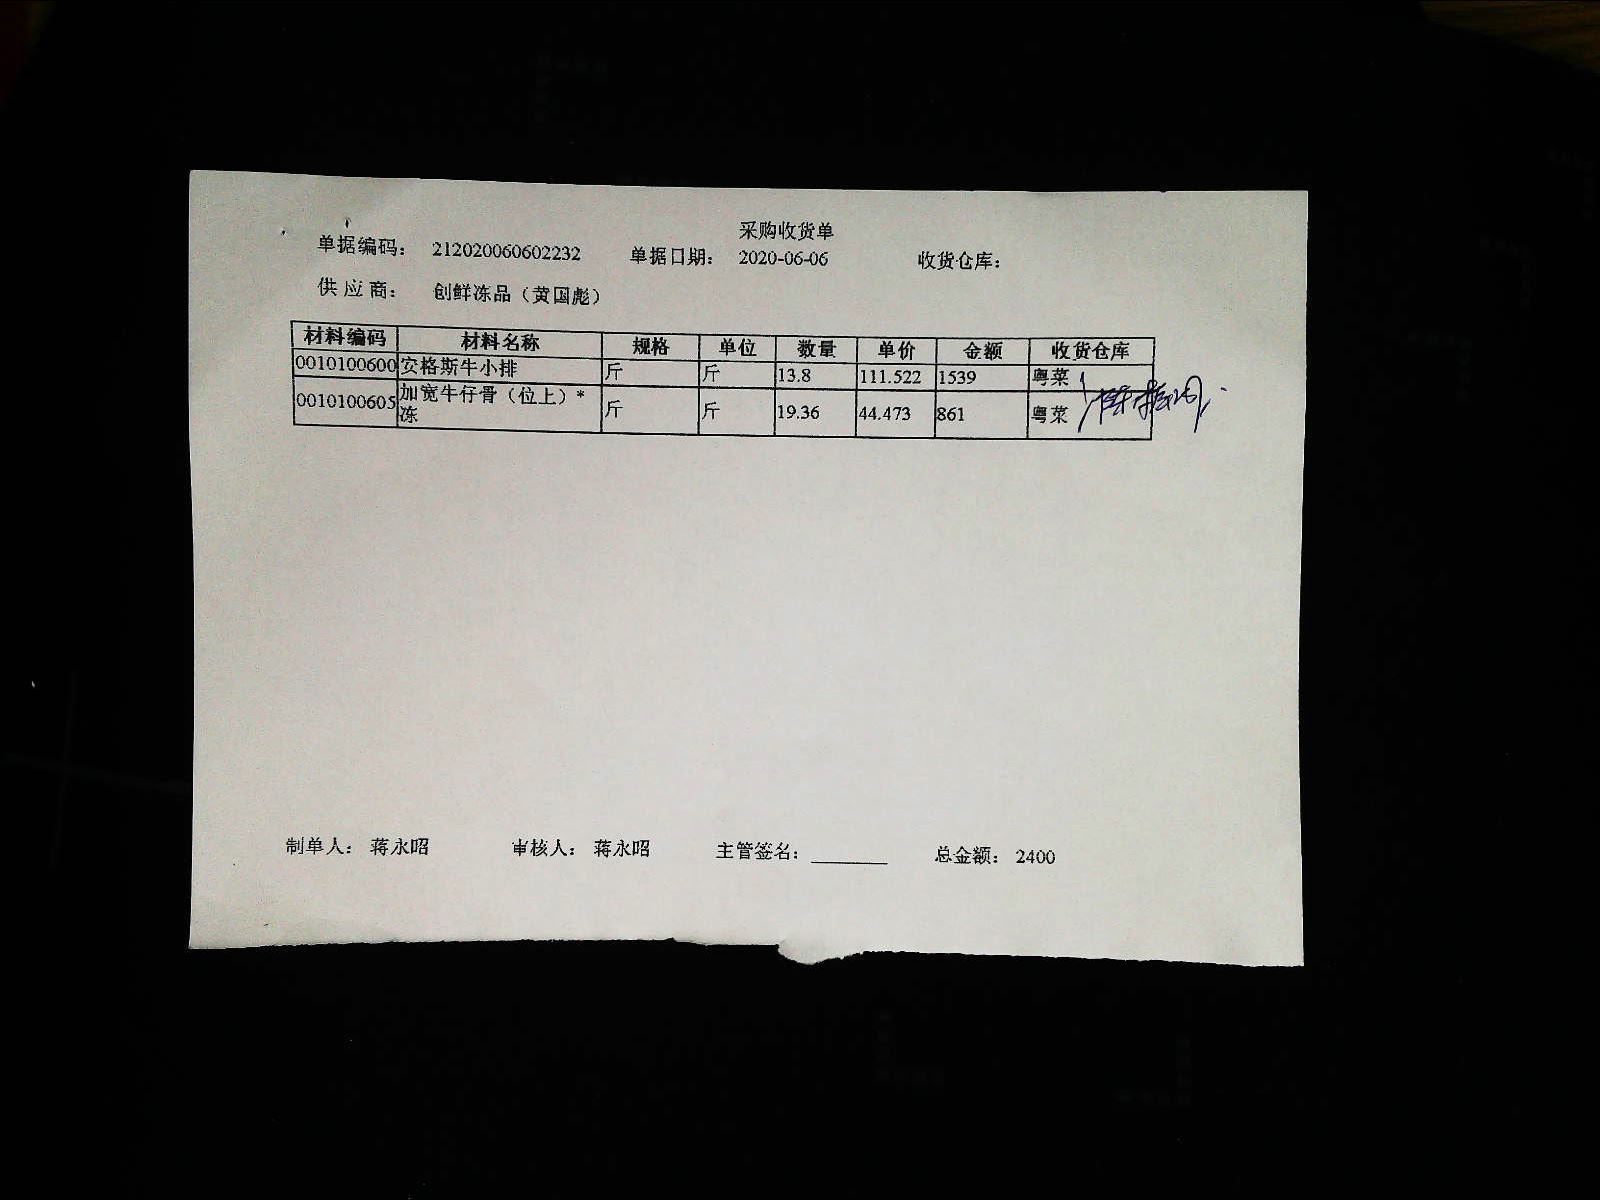 采购收货单
单据编码： 212020060602232 单据日期： 2020-06-06 收货仓库：
供 应 商： 创鲜冻品（黄国彪）
材料编码 材料名称 规格 单位 数量 单价 金额 收货仓库
0010100600 安格斯牛小排 斤 斤 13.8 111.522 1539 粤菜
0010100605 加宽牛仔骨（位上）*冻 斤 斤 19.36 44.473 861 粤菜
制单人： 蒋永昭 审核人： 蒋永昭 主管签名： 总金额： 2400